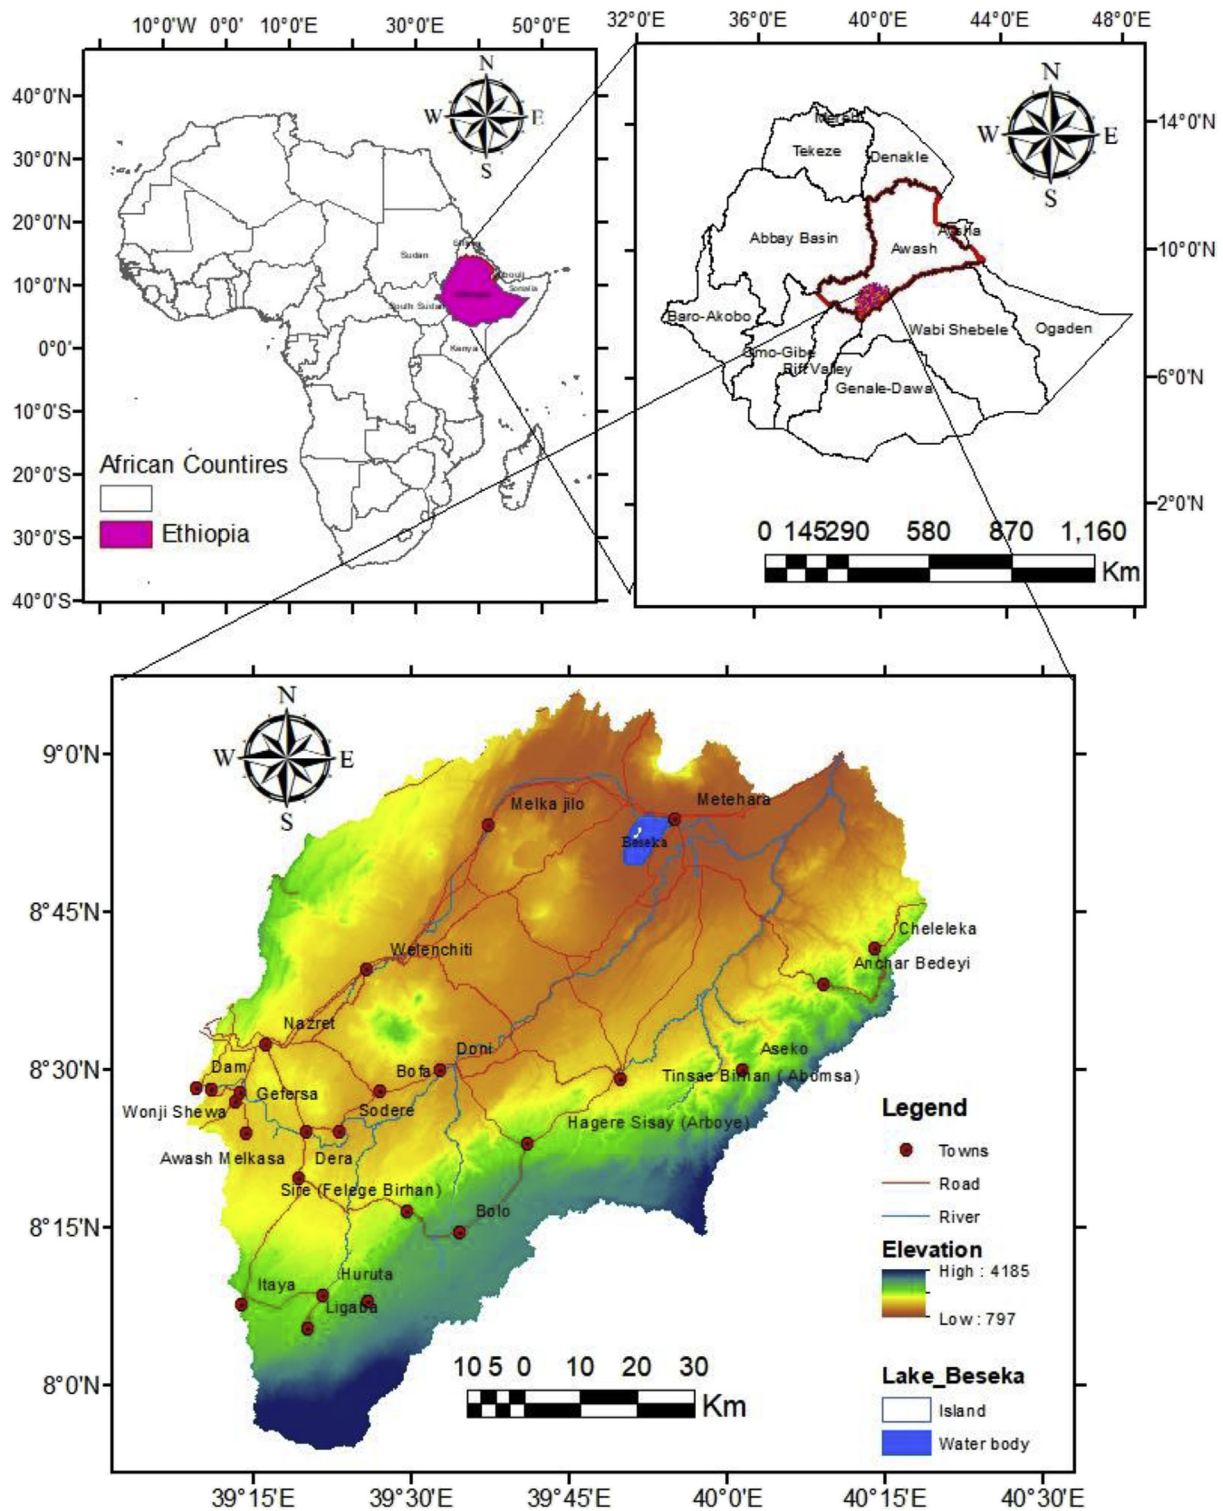 10°0'W 0°0' 10°0'E 30°0'E 50°0'E
40°0'N
30°0'N
20°0'N
10°0'N
0°0'
10°0'S
20°0'S
30°0'S
40°0'S
N
W E
S
Sudan
South Sudan
Somalia
Kenya
African Countires
Ethiopia
32°0'E 36°0'E 40°0'E 44°0'E 48°0'E
14°0'N
10°0'N
6°0'N
2°0'N
N
W E
S
Tekeze
Denakle
Abbay Basin
Awash
Aysha
Baro-Akobo
Wabi Shebele
Ogaden
Omo-Gibe
Rift Valley
Genale-Dawa
0 145 290 580 870 1,160
Km
9°0'N
8°45'N
8°30'N
8°15'N
8°0'N
N
W E
S
Melka jilo
Metehara
Beseka
Cheleleka
Anchar Bedeyi
Welenchiti
Nazret
Doni
Aseko
Dam
Bofa
Tinsae Birhan ( Abomsa)
Gefersa
Wonji Shewa
Sodere
Hagere Sisay (Arboye)
Awash Melkasa
Dera
Sire (Felege Birhan)
Bolo
Itaya
Huruta
Ligaba
10 5 0 10 20 30
Km
Legend
Towns
Road
River
Elevation
High : 4185
Low : 797
Lake_Beseka
Island
Water body
39°15'E 39°30'E 39°45'E 40°0'E 40°15'E 40°30'E